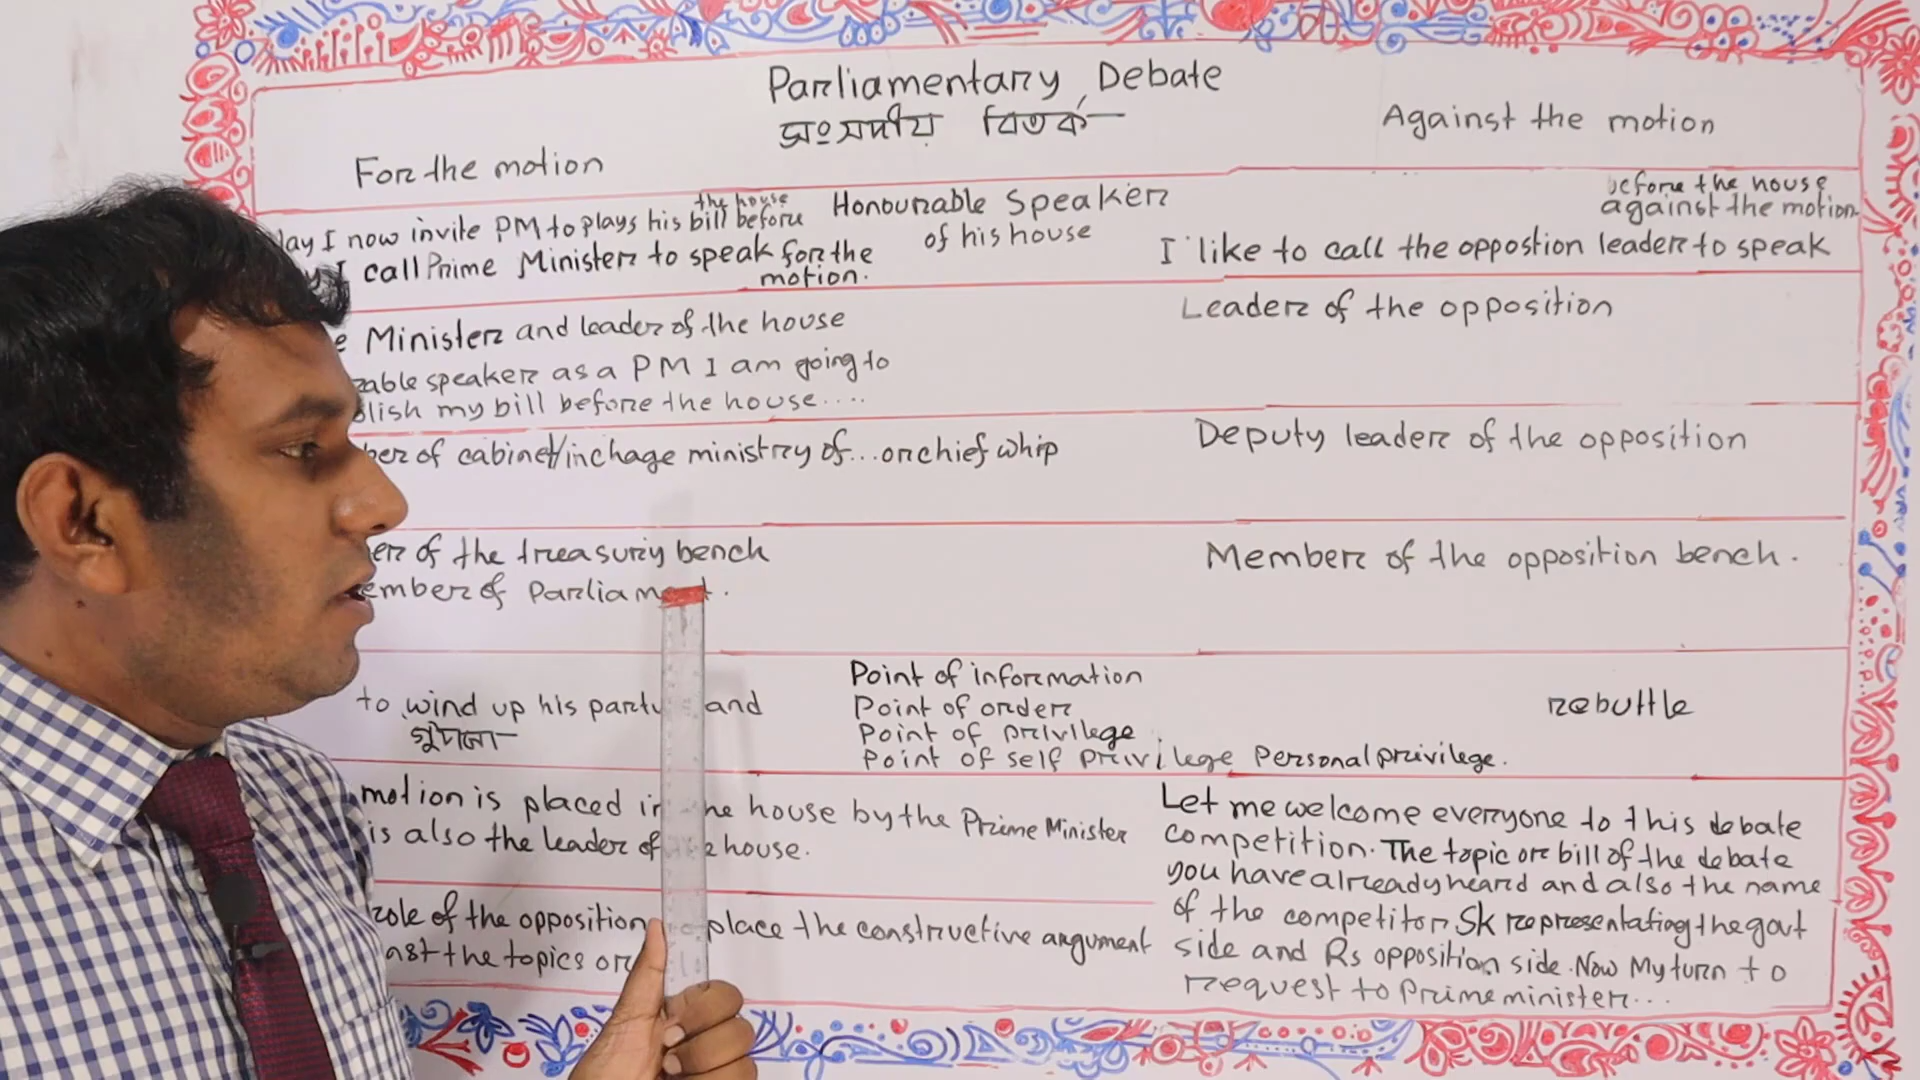 Parliamentary Debate
সংসদীয় বিতর্ক
For the motion
Against the motion
the house
I now invite PM to plays his bill before
I call Prime Minister to speak for the
motion.
Honourable Speaker
of his house
before the house
against the motion
I like to call the oppostion leader to speak
Minister and leader of the house
speaker as a PM I am going to
my bill before the house....
Leader of the opposition
of cabinet/inchage ministry of... or chief whip
Deputy leader of the opposition
of the treasury bench
of Parliament.
Member of the opposition bench.
to wind up his party and
Point of information
Point of order
Point of privilege
Point of self privilege Personal privilege.
rebuttle
motion is placed in the house by the Prime Minister
is also the leader of the house.
role of the opposition place the constructive argument
the topics or
Let me welcome everyone to this debate
competition. The topic or bill of the debate
you have already heard and also the name
of the competitor Sk representating the govt
side and Rs opposition side. Now My turn to
request to prime minister...